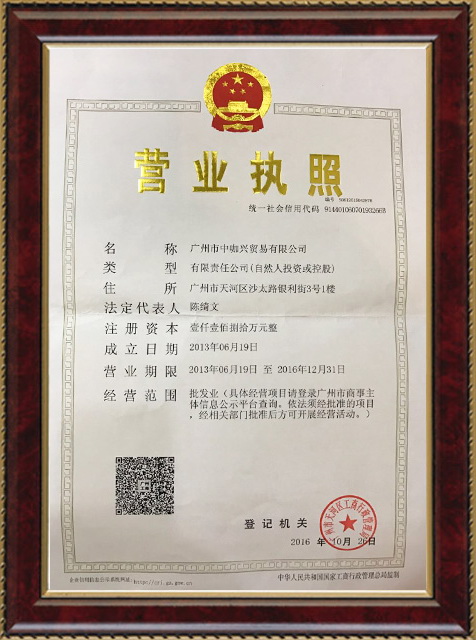 营业执照
编号
统一社会信用代码
名 称 广州市中咖兴贸易有限公司
类 型 有限责任公司(自然人投资或控股)
住 所 广州市天河区沙太路银利街3号1楼
法定代表人 陈绮文
注册资本 壹仟壹佰捌拾万元整
成立日期 2013年06月19日
营业期限 2013年06月19日 至 2016年12月31日
经营范围 批发业（具体经营项目请登录广州市商事主
体信息公示平台查询。依法须经批准的项目
，经相关部门批准后方可开展经营活动。）
登记机关
2016 年 10月 26日
中华人民共和国国家工商行政管理总局监制